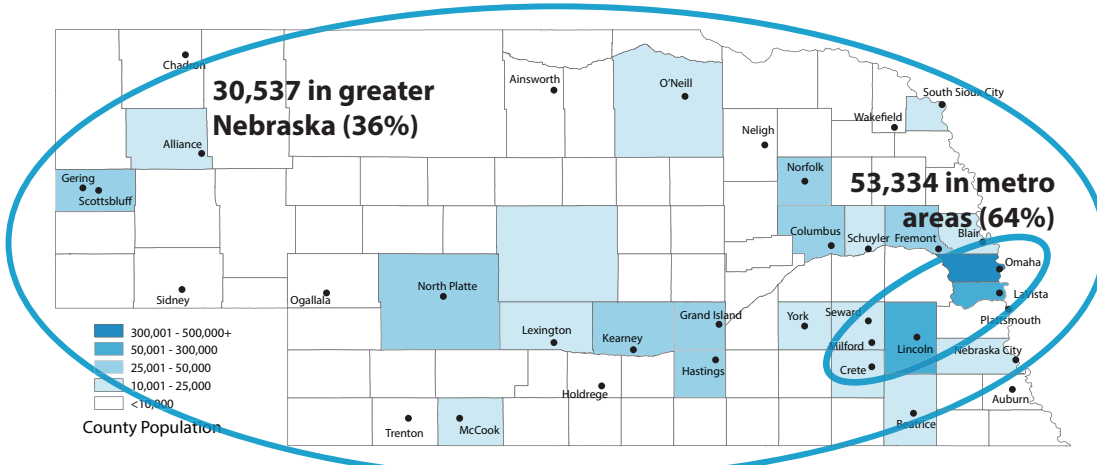 Chadron
30,537 in greater
Nebraska (36%)
Ainsworth
O'Neill
South Sioux City
Wakefield
Neligh
Alliance
Gering
Scottsbluff
Norfolk
53,334 in metro
areas (64%)
Columbus
Schuyler
Fremont
Blair
Omaha
LaVista
Plattsmouth
Sidney
Ogallala
North Platte
Grand Island
York
Seward
Lexington
Kearney
Milford
Lincoln
Nebraska City
Hastings
Crete
Holdrege
Auburn
Trenton
McCook
Beatrice
300,001 - 500,000+
50,001 - 300,000
25,001 - 50,000
10,001 - 25,000
<10,000
County Population